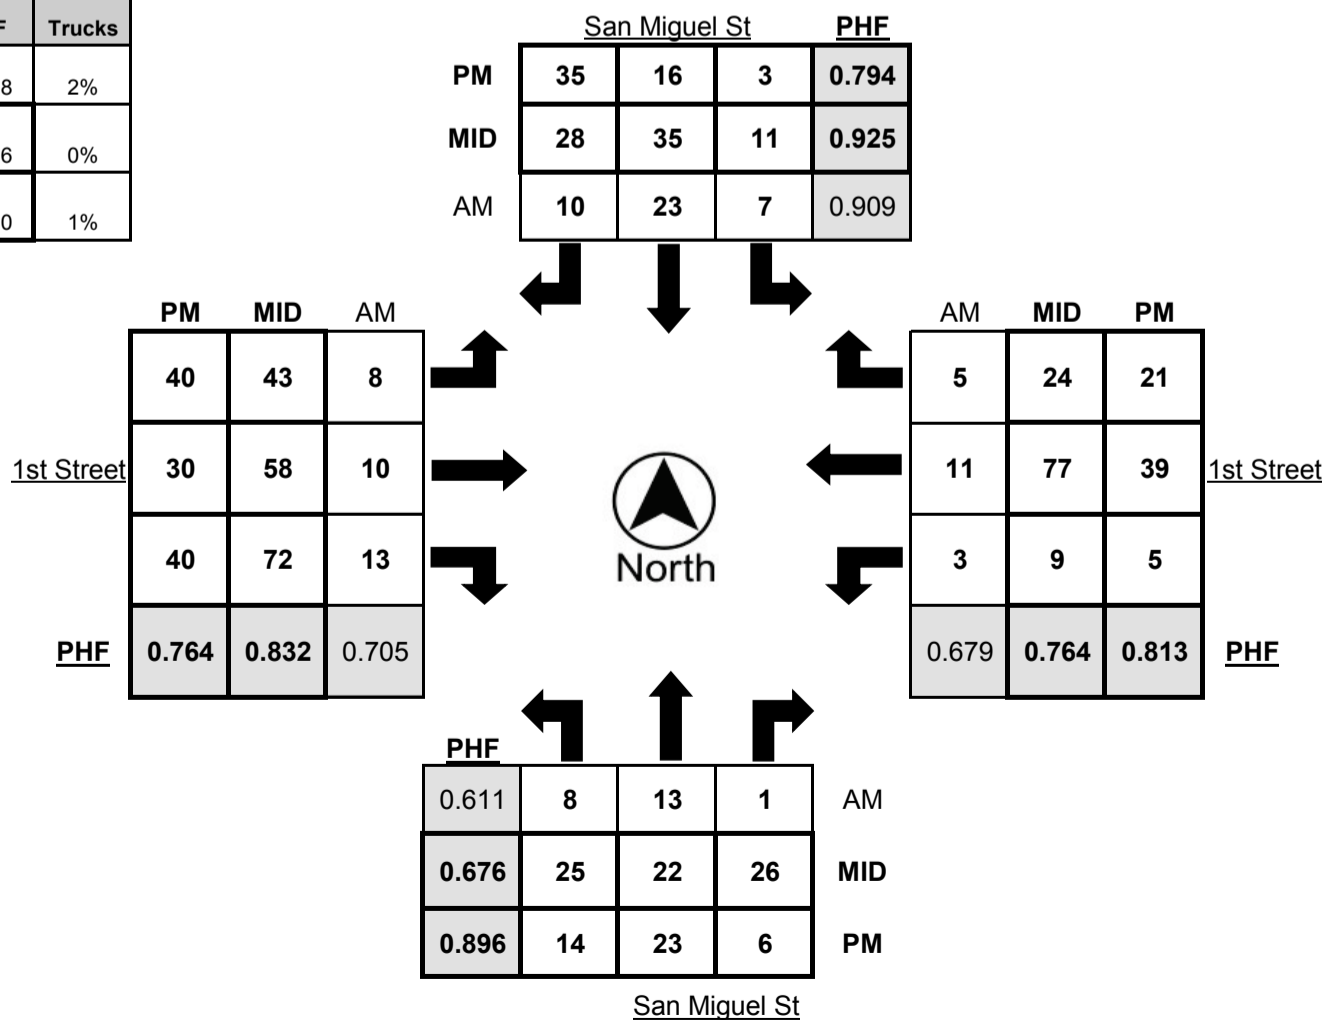 F Trucks
8 2%
6 0%
0 1%
San Miguel St PHF
PM 35 16 3 0.794
MID 28 35 11 0.925
AM 10 23 7 0.909
PM MID AM
40 43 8
1st Street 30 58 10
40 72 13
PHF 0.764 0.832 0.705
North
AM MID PM
5 24 21
11 77 39 1st Street
3 9 5
0.679 0.764 0.813 PHF
PHF
0.611 8 13 1 AM
0.676 25 22 26 MID
0.896 14 23 6 PM
San Miguel St